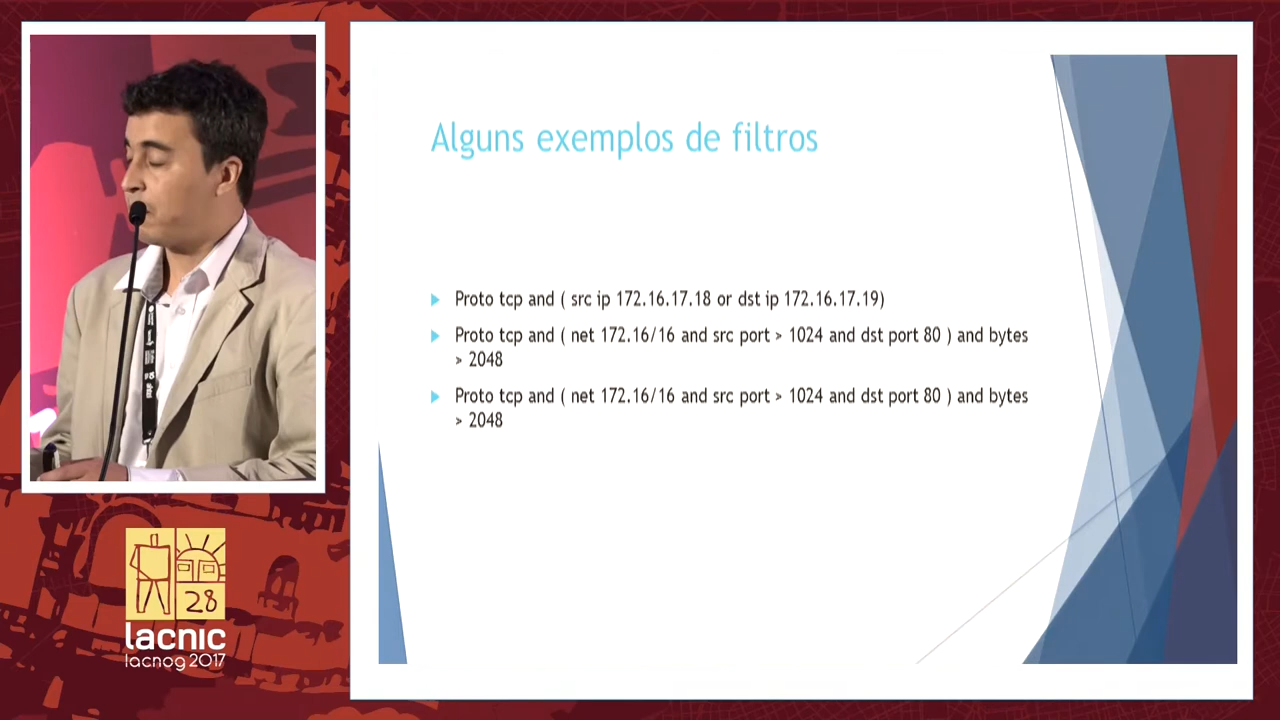 Alguns exemplos de filtros
Proto tcp and ( src ip 172.16.17.18 or dst ip 172.16.17.19)
Proto tcp and ( net 172.16/16 and src port > 1024 and dst port 80 ) and bytes
> 2048
Proto tcp and ( net 172.16/16 and src port > 1024 and dst port 80 ) and bytes
> 2048
28
lacnic
lacnog 2017